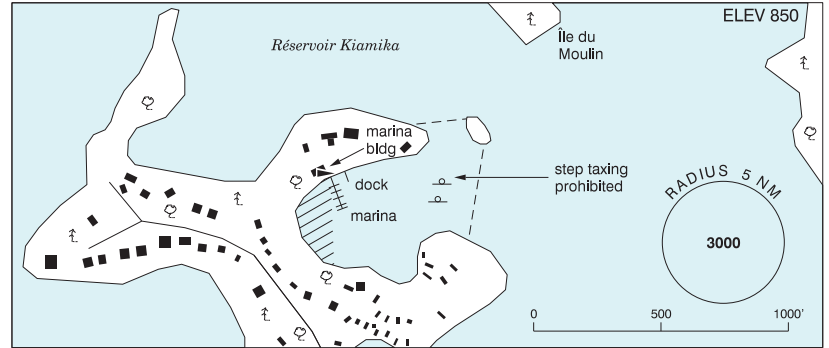 ELEV 850
Réservoir Kiamika
Île du
Moulin
marina
bldg
dock
marina
step taxing
prohibited
RADIUS 5 NM
3000
0
500
1000'